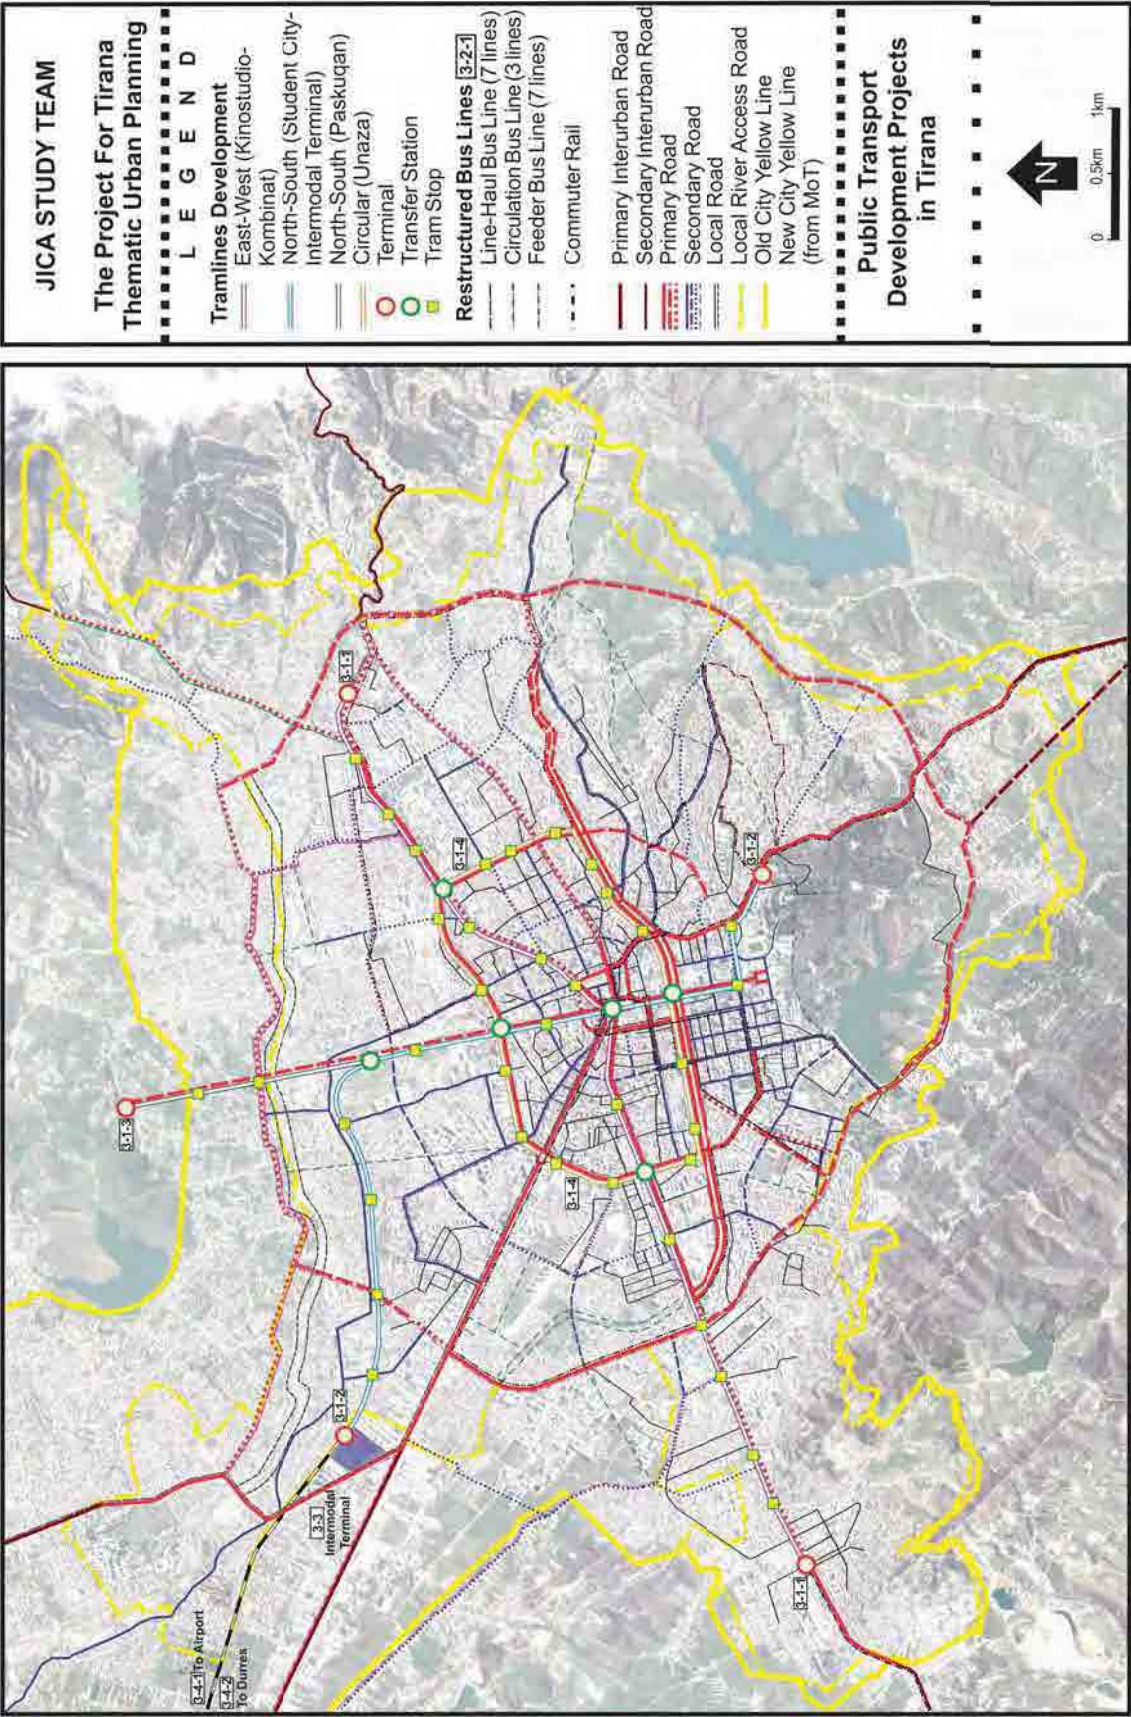 JICA STUDY TEAM
The Project For Tirana
Thematic Urban Planning
L E G E N D
Tramlines Development
East-West (Kinostudio-
Kombinat)
North-South (Student City-
Intermodal Terminal)
North-South (Paskuqan)
Circular (Unaza)
Terminal
Transfer Station
Tram Stop
Restructured Bus Lines 3-2-1
Line-Haul Bus Line (7 lines)
Circulation Bus Line (3 lines)
Feeder Bus Line (7 lines)
Commuter Rail
Primary Interurban Road
Secondary Interurban Road
Primary Road
Secondary Road
Local Road
Local River Access Road
Old City Yellow Line
New City Yellow Line
(from MoT)
Public Transport
Development Projects
in Tirana
N
0 0,5km 1km
3-1-1
3-1-4
3-1-2
3-1-3
3-1-4
3-1-2
3-3
Intermodal
Terminal
3-1-1
3-4-1 To Airport
3-4-2
To Durres